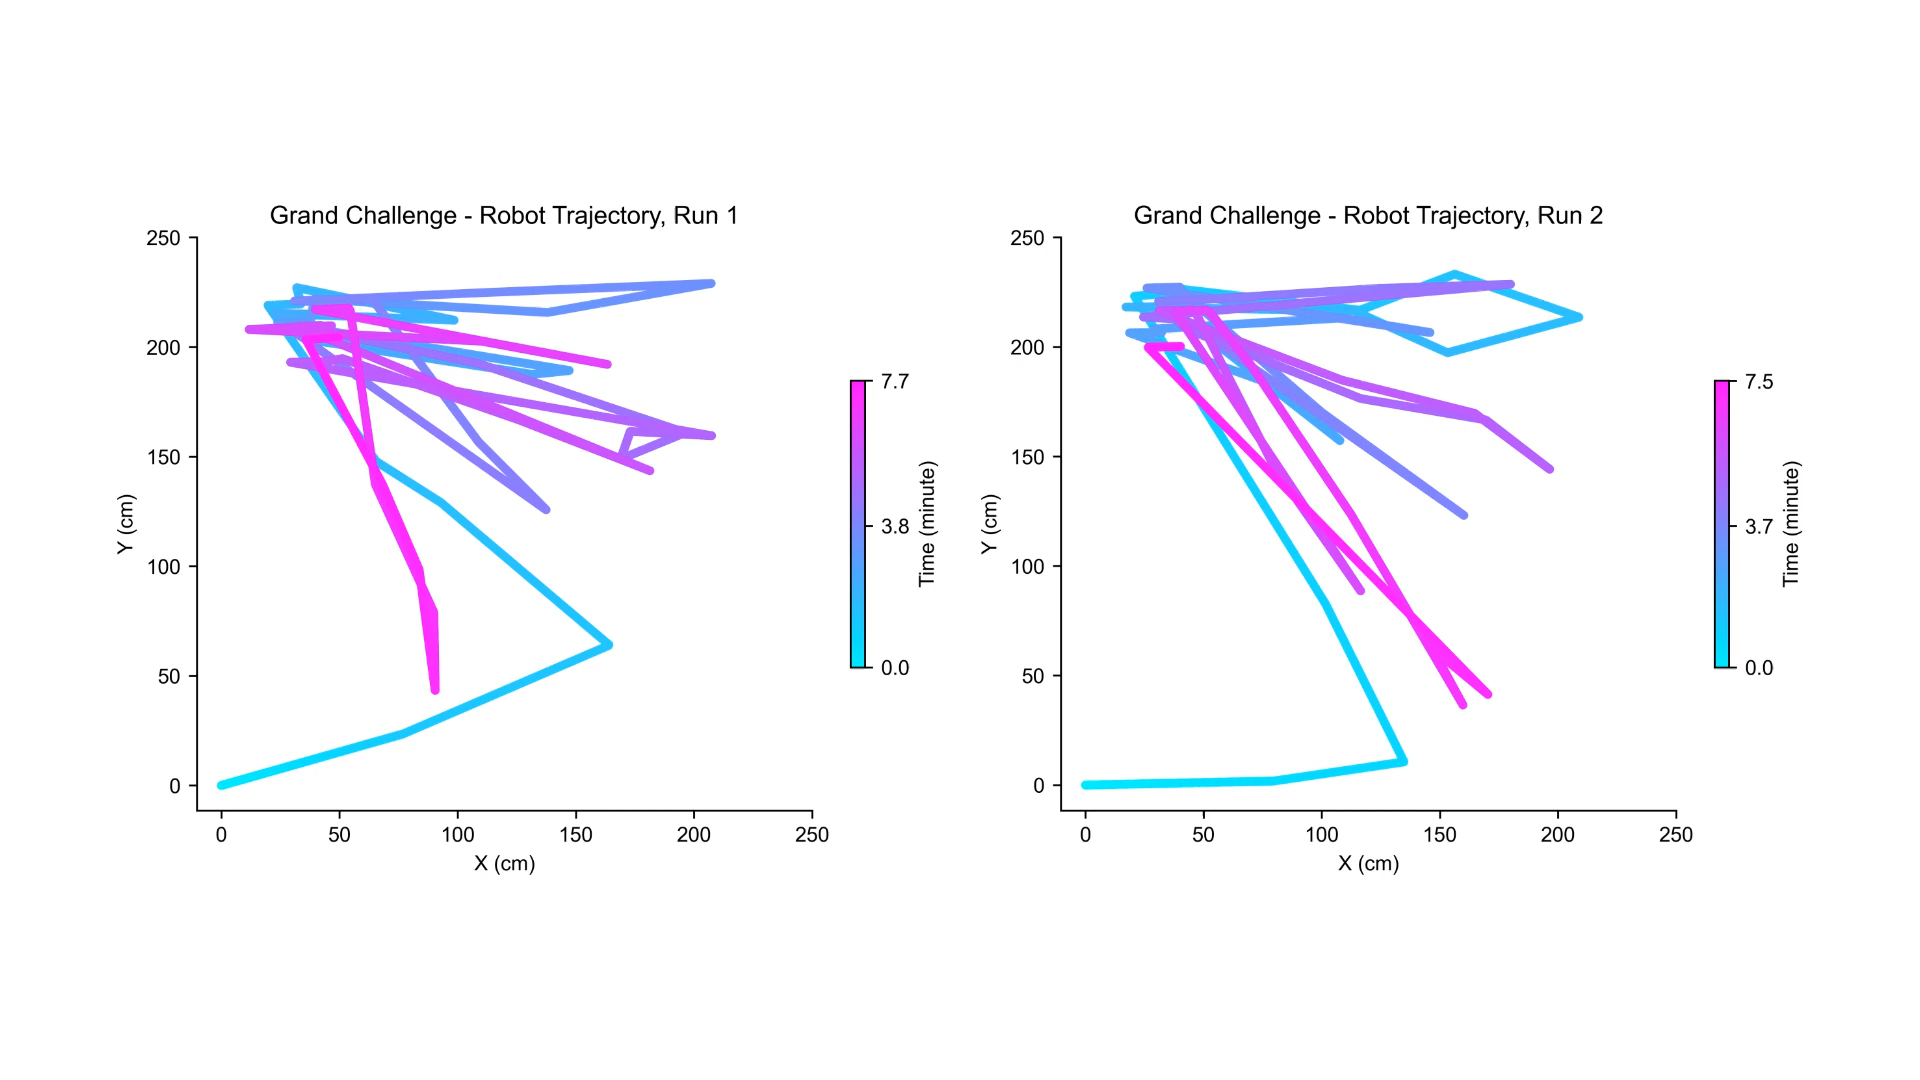 Grand Challenge - Robot Trajectory, Run 1
250
200
150
100
50
0
Y (cm)
0 50 100 150 200 250
X (cm)
7.7
3.8
0.0
Time (minute)
Grand Challenge - Robot Trajectory, Run 2
250
200
150
100
50
0
Y (cm)
0 50 100 150 200 250
X (cm)
7.5
3.7
0.0
Time (minute)